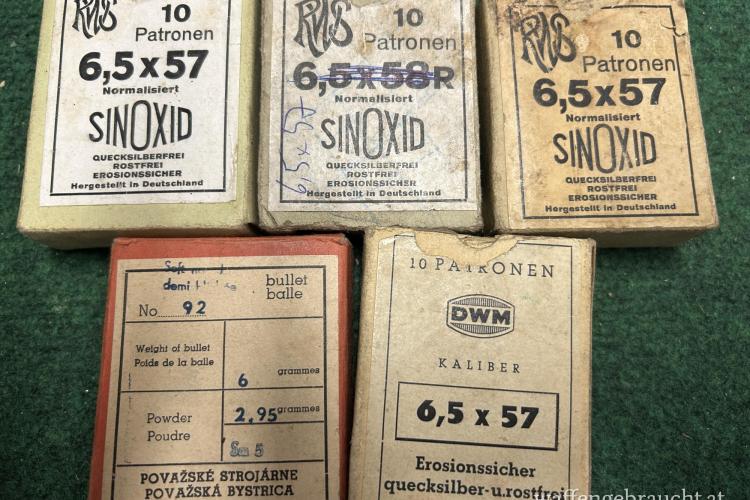 RWS
10
Patronen
6,5x57
Normalisiert
SINOXID
QUECKSILBERFREI
ROSTFREI
EROSIONSSICHER
Hergestellt in Deutschland
RWS
10
Patronen
6,5x58R
Normalisiert
6,5x57
SINOXID
QUECKSILBERFREI
ROSTFREI
EROSIONSSICHER
Hergestellt in Deutschland
RWS
10
Patronen
6,5x57
Normalisiert
SINOXID
QUECKSILBERFREI
ROSTFREI
EROSIONSSICHER
Hergestellt in Deutschland
Soft
demi
bullet
balle
No 92
Weight of bullet
Poids de la balle
6 grammes
Powder
Poudre
2,95 grammes
POVAŽSKÉ STROJÁRNE
POVAŽSKÁ BYSTRICA
10 PATRONEN
DWM
KALIBER
6,5 x 57
Erosionssicher
quecksilber-u.rostfrei
waffengebraucht.at